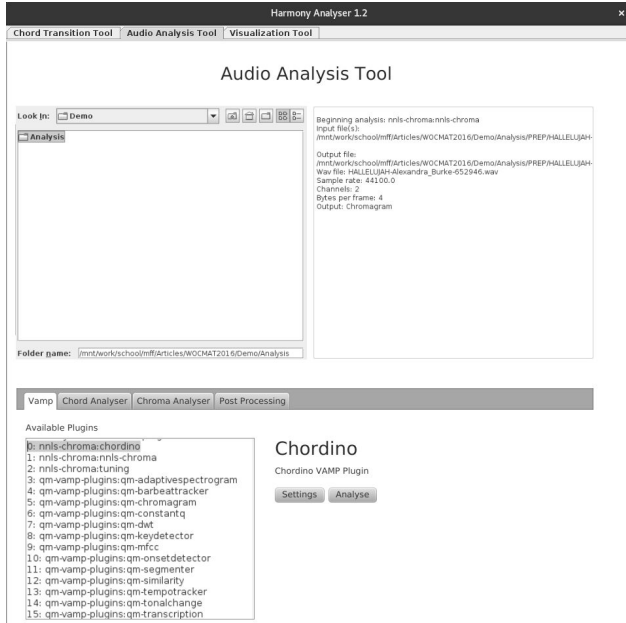 Harmony Analyser 1.2
×
Chord Transition Tool Audio Analysis Tool Visualization Tool
Audio Analysis Tool
Look In: Demo
Analysis
Folder name: /mnt/work/school/mff/Articles/WOCMAT2016/Demo/Analysis
Beginning analysis: nnls-chroma:nnls-chroma
Input file(s):
/mnt/work/school/mff/Articles/WOCMAT2016/Demo/Analysis/PREP/HALLELUJAH-
Output file:
/mnt/work/school/mff/Articles/WOCMAT2016/Demo/Analysis/PREP/HALLELUJAH-
Wav file: HALLELUJAH-Alexandra_Burke-652946.wav
Sample rate: 44100.0
Channels: 2
Bytes per frame: 4
Output: Chromagram
Vamp Chord Analyser Chroma Analyser Post Processing
Available Plugins
0: nnls-chroma:chordino
1: nnls-chroma:nnls-chroma
2: nnls-chroma:tuning
3: qm-vamp-plugins:qm-adaptivespectrogram
4: qm-vamp-plugins:qm-barbeattracker
5: qm-vamp-plugins:qm-chromagram
6: qm-vamp-plugins:qm-constantq
7: qm-vamp-plugins:qm-dwt
8: qm-vamp-plugins:qm-keydetector
9: qm-vamp-plugins:qm-mfcc
10: qm-vamp-plugins:qm-onsetdetector
11: qm-vamp-plugins:qm-segmenter
12: qm-vamp-plugins:qm-similarity
13: qm-vamp-plugins:qm-tempotracker
14: qm-vamp-plugins:qm-tonalchange
15: qm-vamp-plugins:qm-transcription
Chordino
Chordino VAMP Plugin
Settings Analyse